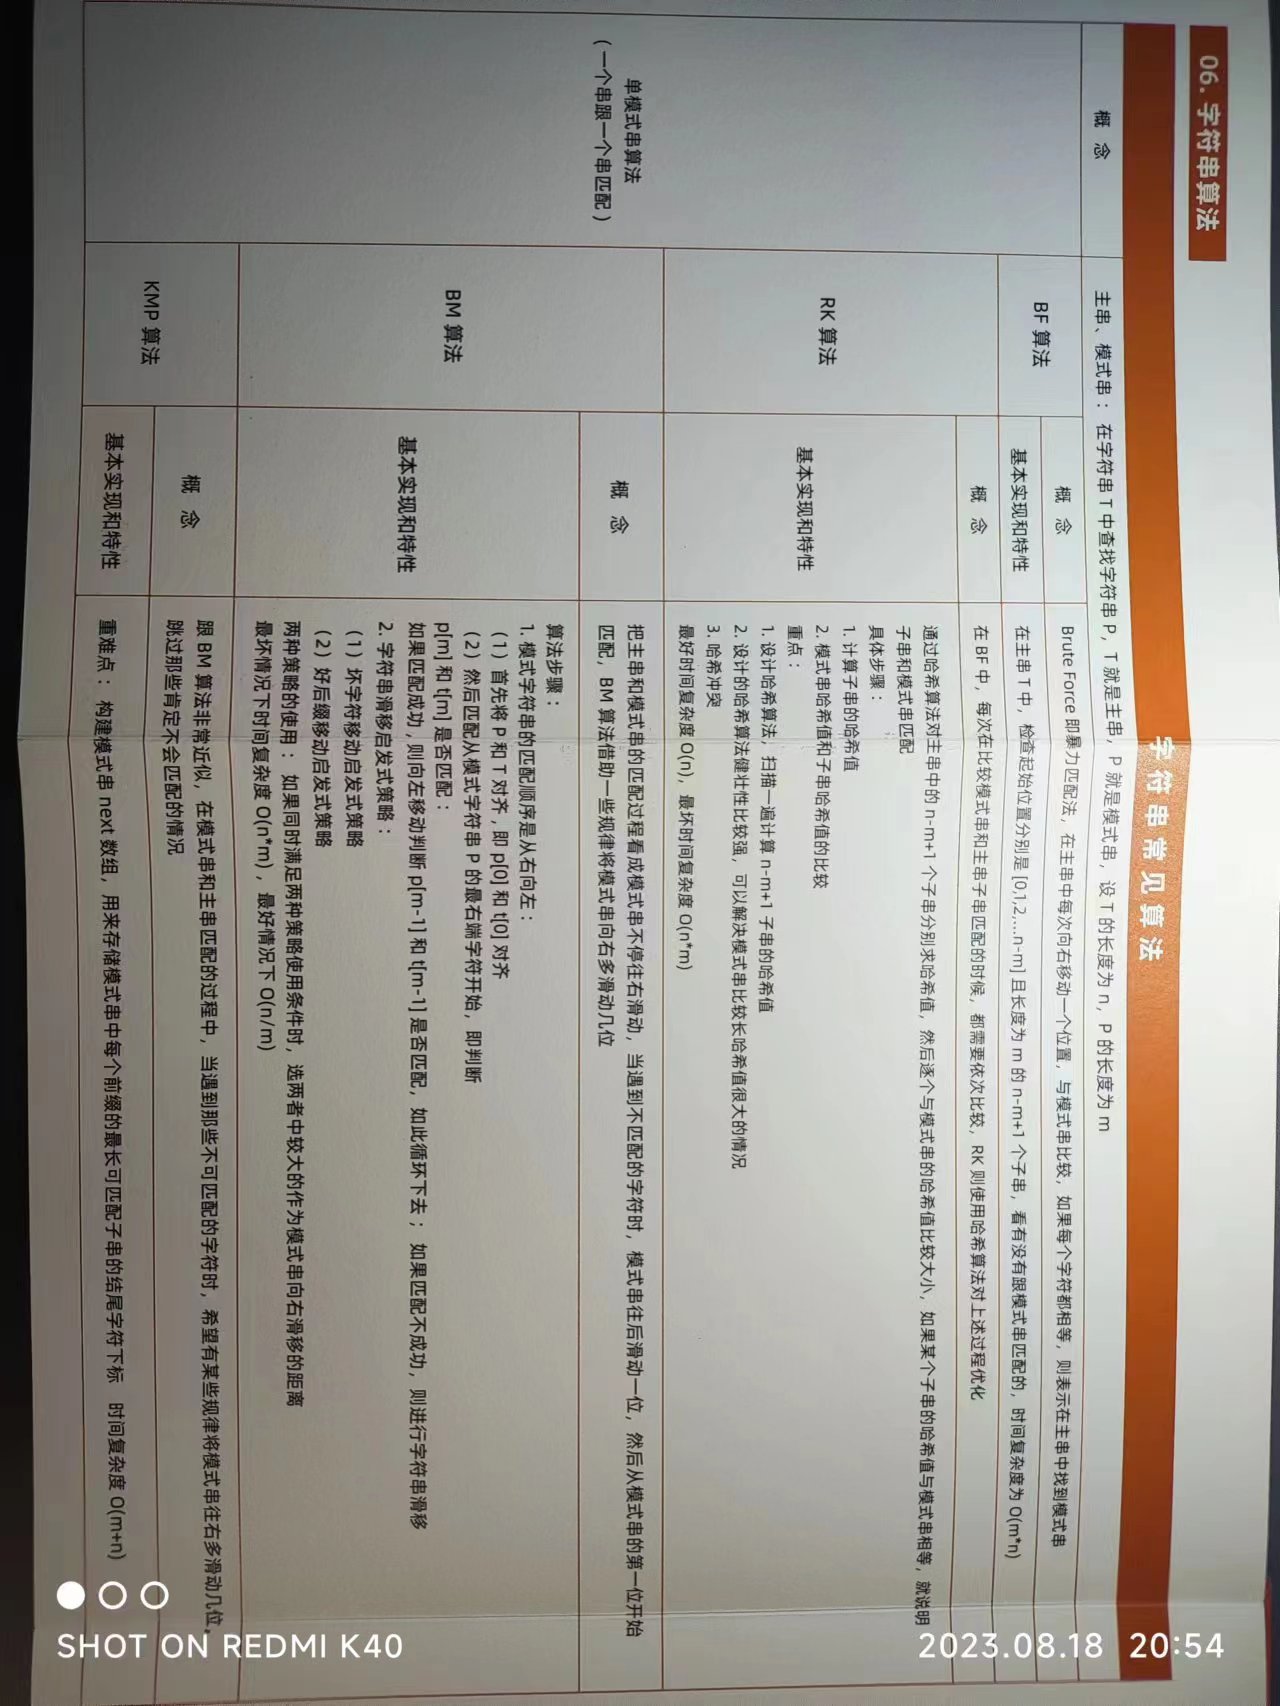 06. 字符串算法
字符串常见算法
概 念
主串、模式串： 在字符串 T 中查找字符串 P，T 就是主串，P 就是模式串，设 T 的长度为 n，P 的长度为 m
单模式串算法
（一个串跟一个串匹配）
BF 算法
概 念
Brute Force 即暴力匹配法，在主串中每次向右移动一个位置，与模式串比较，如果每个字符都相等，则表示在主串中找到模式串
基本实现和特性
在主串 T 中，检查起始位置分别是 [0,1,2,...n-m] 且长度为 m 的 n-m+1 个子串，看有没有跟模式串匹配的，时间复杂度为 O(m*n)
RK 算法
概 念
在 BF 中，每次在比较模式串和主串子串匹配的时候，都需要依次比较，RK 则使用哈希算法对上述过程优化
基本实现和特性
通过哈希算法对主串中的 n-m+1 个子串分别求哈希值，然后逐个与模式串的哈希值比较大小，如果某个子串的哈希值与模式串相等，就说明
子串和模式串匹配
具体步骤：
1. 计算子串的哈希值
2. 模式串哈希值和子串哈希值的比较
重点：
1. 设计哈希算法，扫描一遍计算 n-m+1 子串的哈希值
2. 设计的哈希算法健壮性比较强，可以解决模式串比较长哈希值很大的情况
3. 哈希冲突
最好时间复杂度 O(n)，最坏时间复杂度 O(n*m)
BM 算法
概 念
把主串和模式串的匹配过程看成模式串不停往右滑动，当遇到不匹配的字符时，模式串往后滑动一位，然后从模式串的第一位开始
匹配，BM 算法借助一些规律将模式串向右多滑动几位
基本实现和特性
算法步骤：
1. 模式字符串的匹配顺序是从右向左：
（1）首先将 P 和 T 对齐，即 p[0] 和 t[0] 对齐
（2）然后匹配从模式字符串 P 的最右端字符开始，即判断
p[m] 和 t[m] 是否匹配：
如果匹配成功，则向左移动判断 p[m-1] 和 t[m-1] 是否匹配，如此循环下去；如果匹配不成功，则进行字符串滑移
2. 字符串滑移启发式策略：
（1）坏字符移动启发式策略
（2）好后缀移动启发式策略
两种策略的使用：如果同时满足两种策略使用条件时，选两者中较大的作为模式串向右滑移的距离
最坏情况下时间复杂度 O(n*m)，最好情况下 O(n/m)
KMP 算法
概 念
跟 BM 算法非常近似，在模式串和主串匹配的过程中，当遇到那些不可匹配的字符时，希望有某些规律将模式串往右多滑动几位，
跳过那些肯定不会匹配的情况
基本实现和特性
重难点： 构建模式串 next 数组，用来存储模式串中每个前缀的最长可匹配子串的结尾字符下标 时间复杂度 O(m+n)
SHOT ON REDMI K40
2023.08.18 20:54